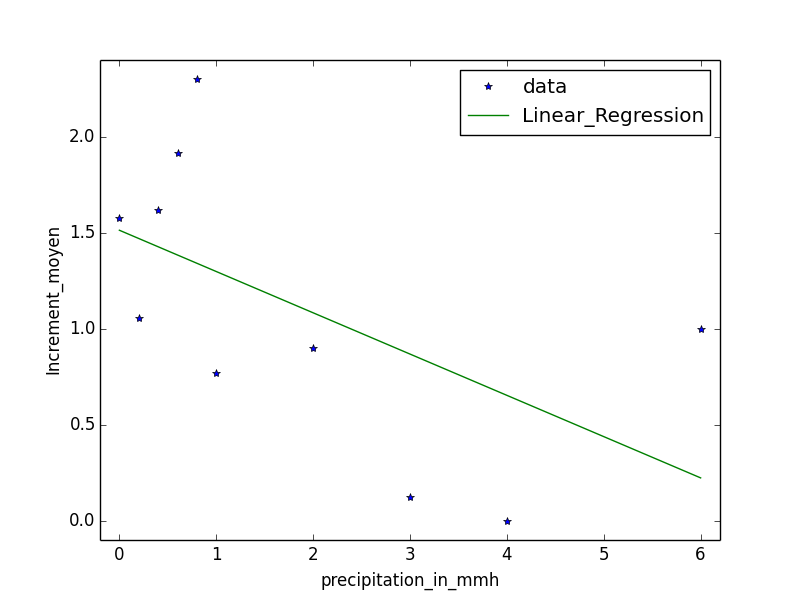 data
Linear_Regression
2.0
1.5
1.0
0.5
0.0
Increment_moyen
0 1 2 3 4 5 6
precipitation_in_mmh